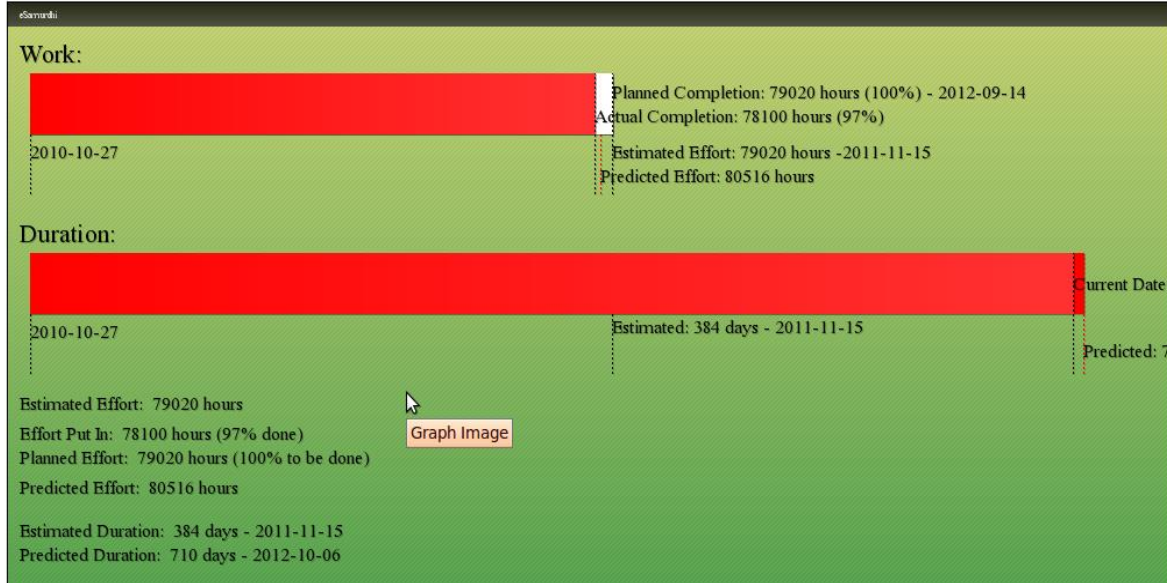 eSamurdhi
Work:
Planned Completion: 79020 hours (100%) - 2012-09-14
Actual Completion: 78100 hours (97%)
2010-10-27
Estimated Effort: 79020 hours -2011-11-15
Predicted Effort: 80516 hours
Duration:
Current Date
2010-10-27
Estimated: 384 days - 2011-11-15
Predicted: 7
Estimated Effort: 79020 hours
Graph Image
Effort Put In: 78100 hours (97% done)
Planned Effort: 79020 hours (100% to be done)
Predicted Effort: 80516 hours
Estimated Duration: 384 days - 2011-11-15
Predicted Duration: 710 days - 2012-10-06